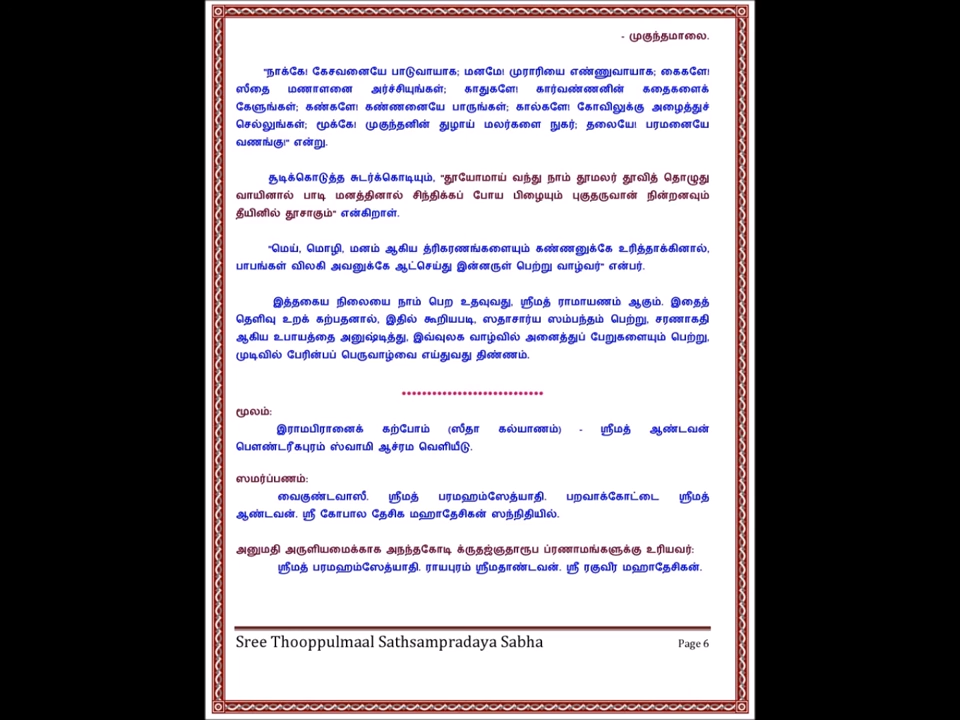 - முகுந்தமாலை.
"நாக்கே! கேசவனையே பாடுவாயாக; மனமே! முராரியை எண்ணுவாயாக; கைகளே!
ஸீதை மணாளனை அர்ச்சியுங்கள்; காதுகளே! கார்வண்ணனின் கதைகளைக்
கேளுங்கள்; கண்களே! கண்ணனையே பாருங்கள்; கால்களே! கோவிலுக்கு அழைத்துச்
செல்லுங்கள்; மூக்கே! முகுந்தனின் துழாய் மலர்களை நுகர்; தலையே! பரமனையே
வணங்கு!" என்று.
சூடிக்கொடுத்த சுடர்க்கொடியும், "தூயோமாய் வந்து நாம் தூமலர் தூவித் தொழுது
வாயினால் பாடி மனத்தினால் சிந்திக்கப் போய பிழையும் புகுதருவான் நின்றனவும்
தீயினில் தூசாகும்" என்கிறாள்.
"மெய், மொழி, மனம் ஆகிய த்ரிகரணங்களையும் கண்ணனுக்கே உரித்தாக்கினால்,
பாபங்கள் விலகி அவனுக்கே ஆட்செய்து இன்னருள் பெற்று வாழ்வர்" என்பர்.
இத்தகைய நிலையை நாம் பெற உதவுவது, ஸ்ரீமத் ராமாயணம் ஆகும். இதைத்
தெளிவு உறக் கற்பதனால், இதில் கூறியபடி, ஸதாசார்ய ஸம்பந்தம் பெற்று, சரணாகதி
ஆகிய உபாயத்தை அனுஷ்டித்து, இவ்வுலக வாழ்வில் அனைத்துப் பேறுகளையும் பெற்று,
முடிவில் பேரின்பப் பெருவாழ்வை எய்துவது திண்ணம்.
****************************
மூலம்:
இராமபிரானைக் கற்போம் (ஸீதா கல்யாணம்) - ஸ்ரீமத் ஆண்டவன்
பௌண்டரீகபுரம் ஸ்வாமி ஆச்ரம வெளியீடு.
ஸமர்ப்பணம்:
வைகுண்டவாஸீ. ஸ்ரீமத் பரமஹம்ஸேத்யாதி. பறவாக்கோட்டை ஸ்ரீமத்
ஆண்டவன். ஸ்ரீ கோபால தேசிக மஹாதேசிகன் ஸந்நிதியில்.
அனுமதி அருளியமைக்காக அநந்தகோடி க்ருதஜ்ஞதாரூப ப்ரணாமங்களுக்கு உரியவர்:
ஸ்ரீமத் பரமஹம்ஸேத்யாதி. ராயபுரம் ஸ்ரீமதாண்டவன். ஸ்ரீ ரகுவீர மஹாதேசிகன்.
Sree Thooppulmaal Sathsampradaya Sabha Page 6